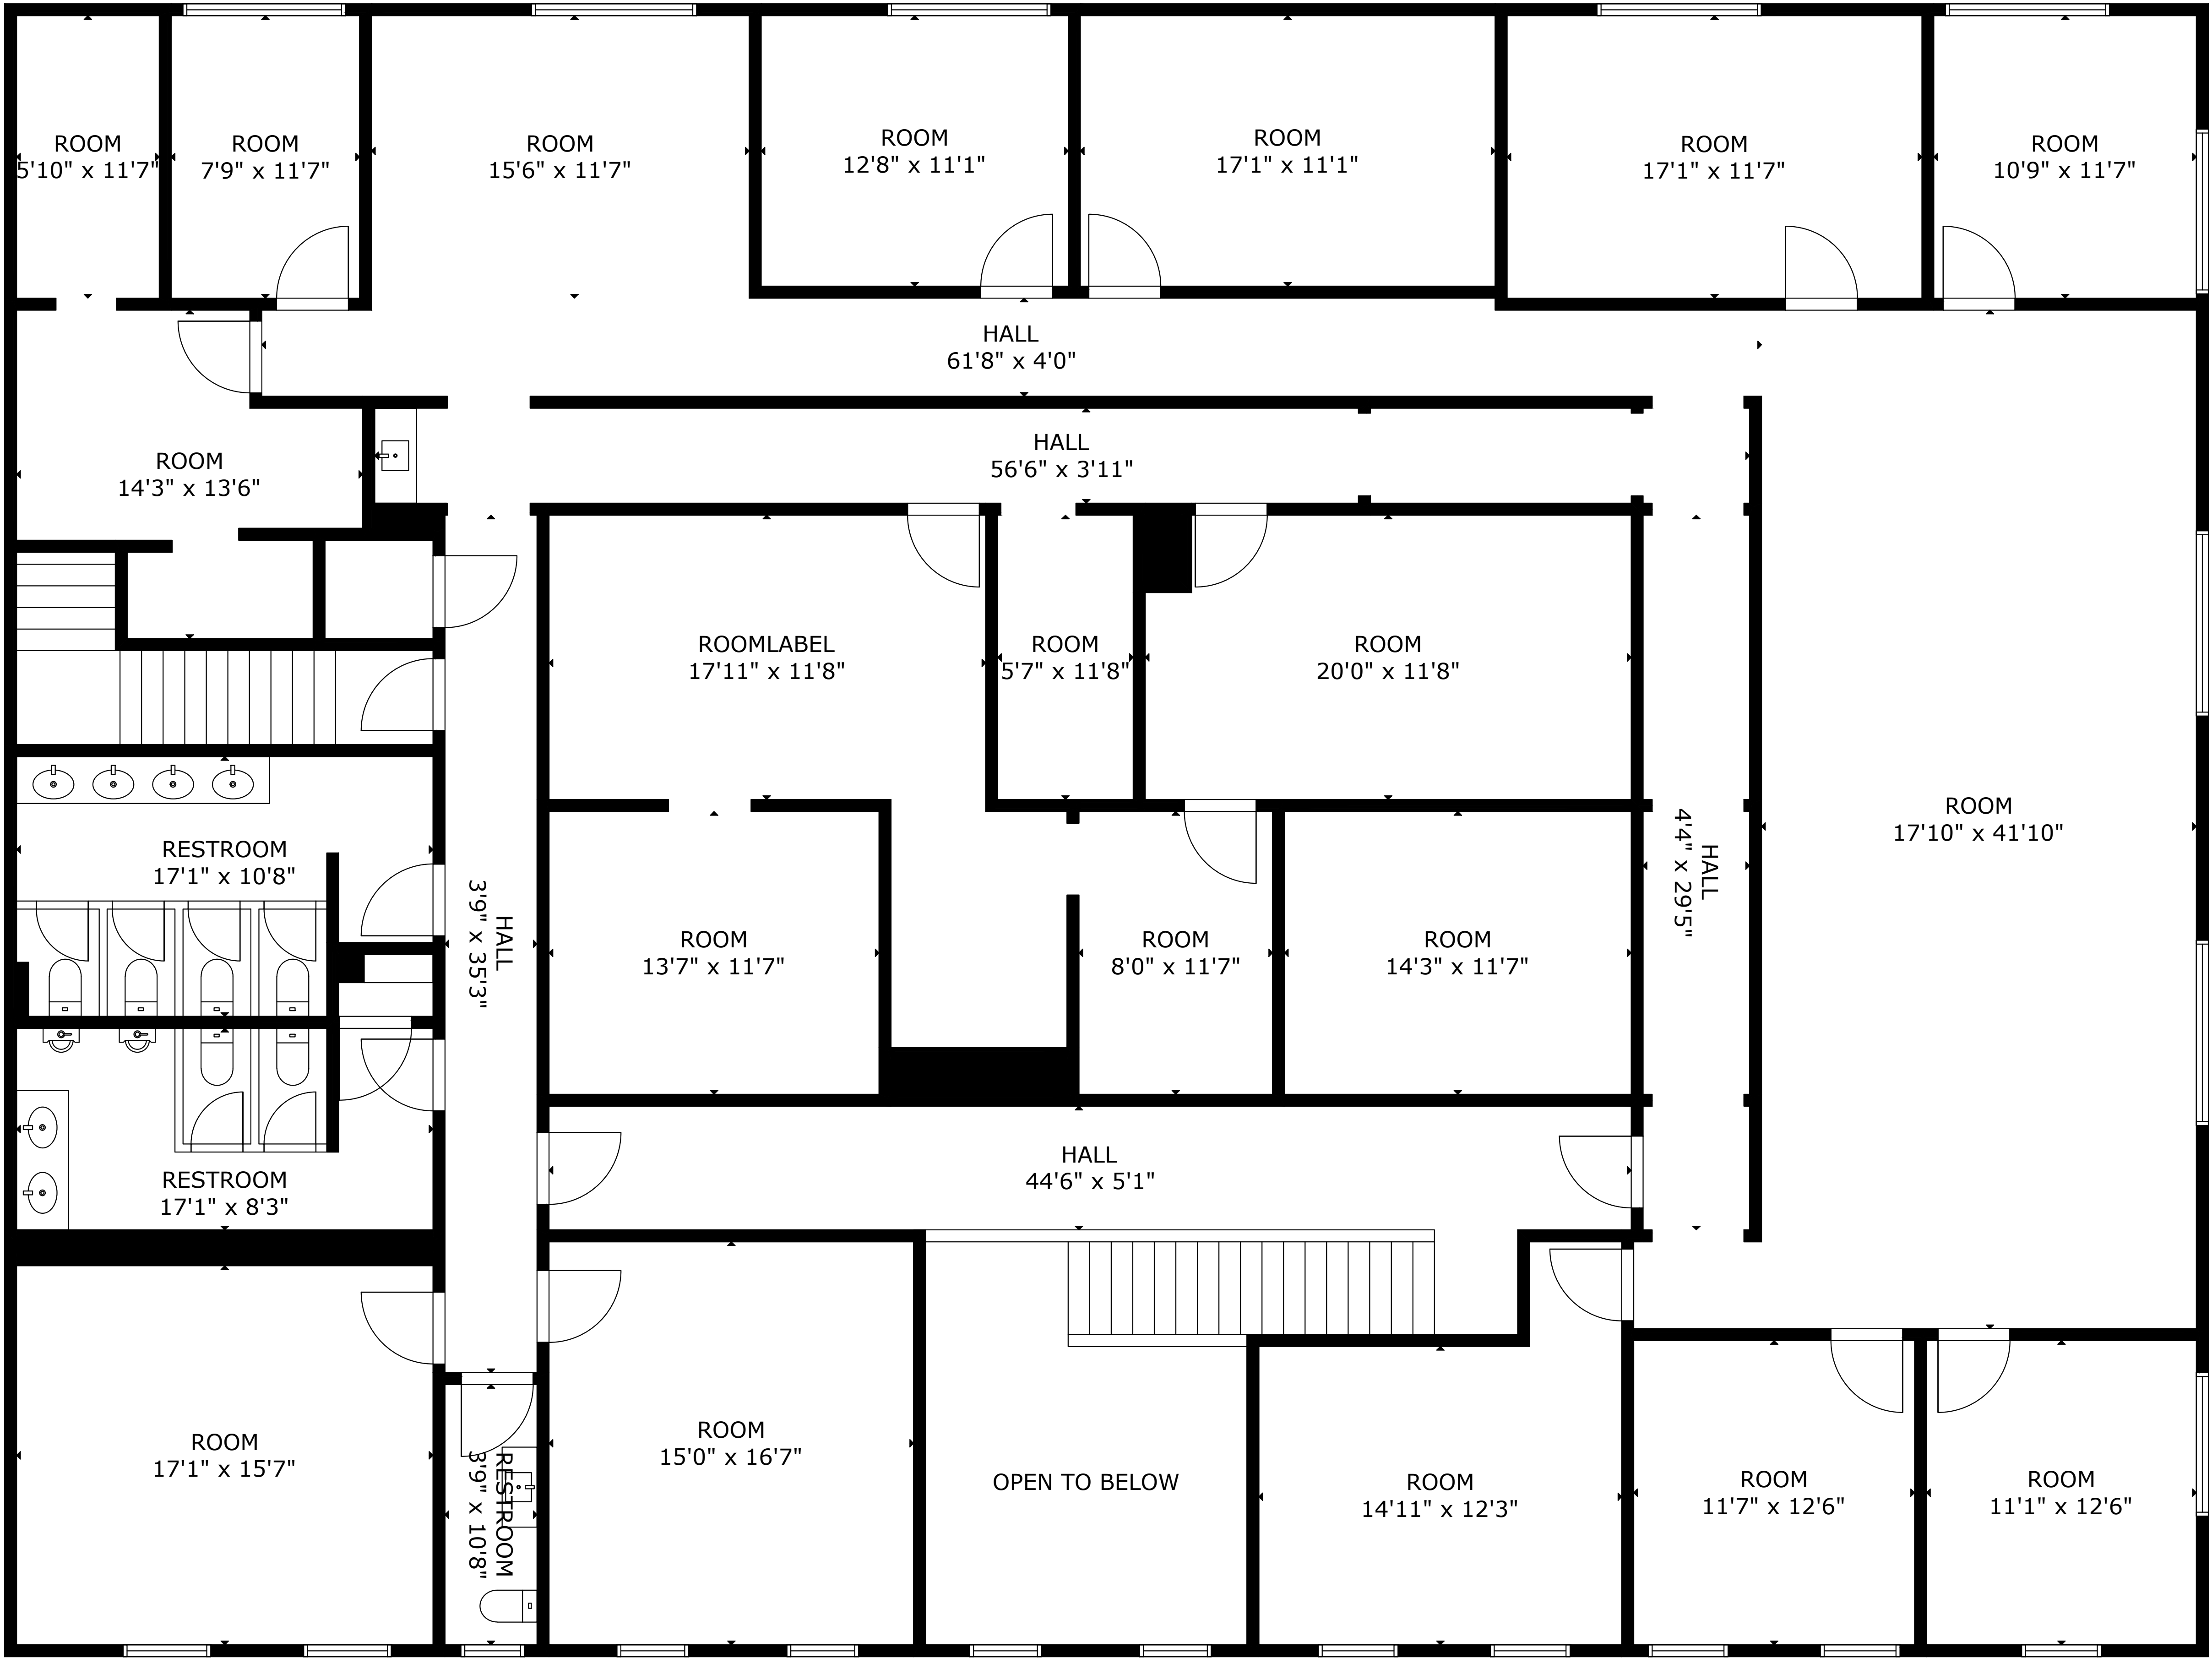 ROOM
5'10" x 11'7"
ROOM
7'9" x 11'7"
ROOM
15'6" x 11'7"
ROOM
12'8" x 11'1"
ROOM
17'1" x 11'1"
ROOM
17'1" x 11'7"
ROOM
10'9" x 11'7"
HALL
61'8" x 4'0"
HALL
56'6" x 3'11"
ROOM
14'3" x 13'6"
ROOMLABEL
17'11" x 11'8"
ROOM
5'7" x 11'8"
ROOM
20'0" x 11'8"
ROOM
17'10" x 41'10"
HALL
4'4" x 29'5"
RESTROOM
17'1" x 10'8"
HALL
3'9" x 35'3"
ROOM
13'7" x 11'7"
ROOM
8'0" x 11'7"
ROOM
14'3" x 11'7"
HALL
44'6" x 5'1"
RESTROOM
17'1" x 8'3"
ROOM
17'1" x 15'7"
RESTROOM
3'9" x 10'8"
ROOM
15'0" x 16'7"
OPEN TO BELOW
ROOM
14'11" x 12'3"
ROOM
11'7" x 12'6"
ROOM
11'1" x 12'6"